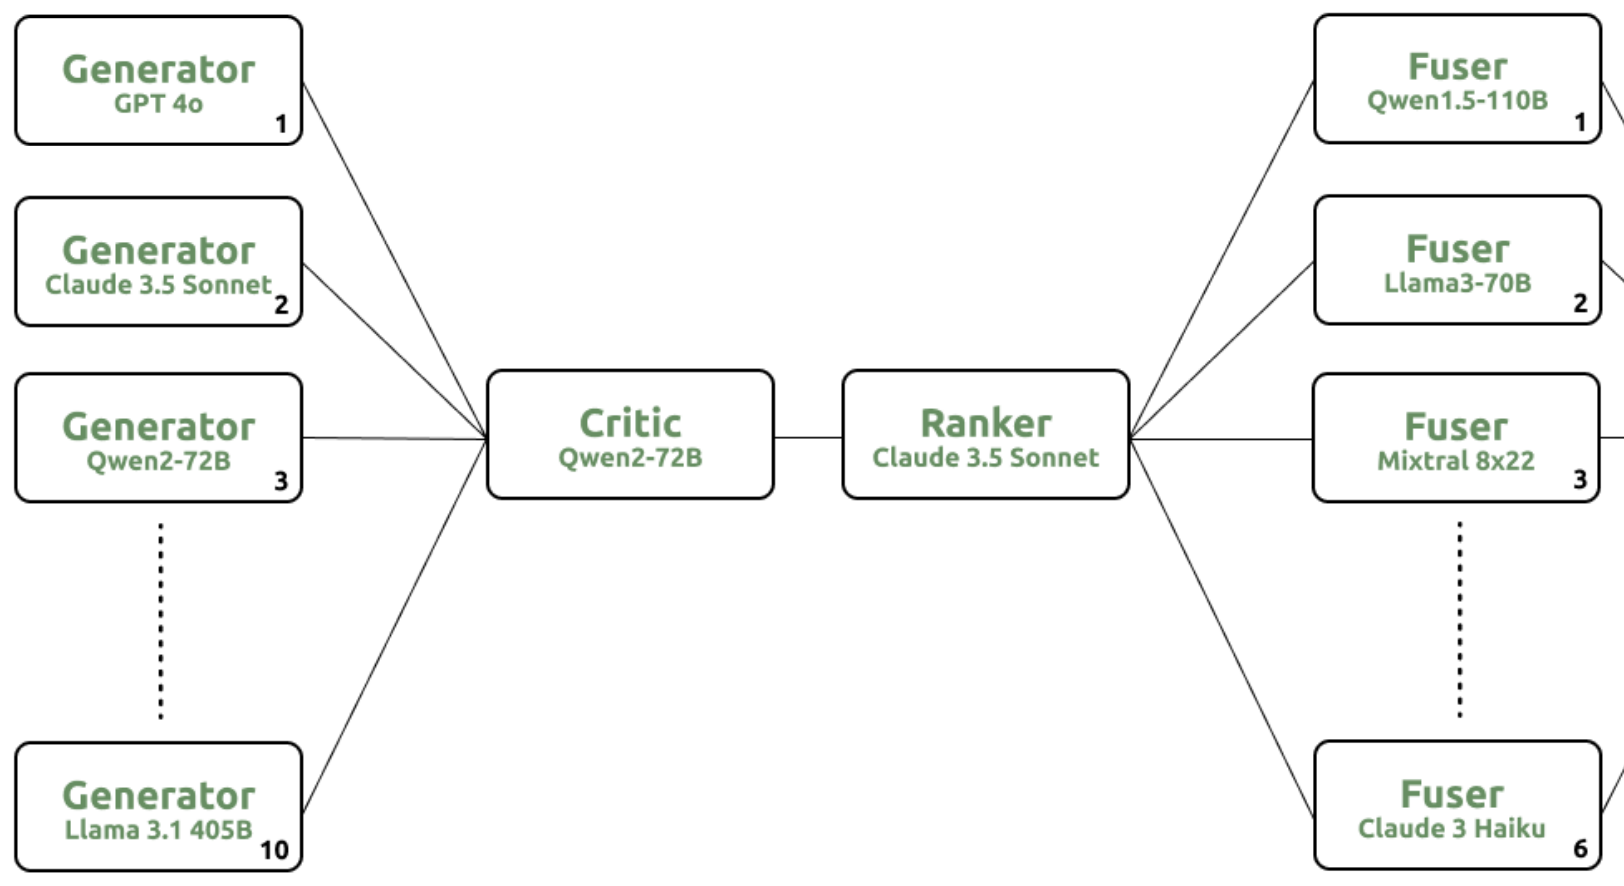 Generator
GPT 4o
1
Generator
Claude 3.5 Sonnet
2
Generator
Qwen2-72B
3
Generator
Llama 3.1 405B
10
Critic
Qwen2-72B
Ranker
Claude 3.5 Sonnet
Fuser
Qwen1.5-110B
1
Fuser
Llama3-70B
2
Fuser
Mixtral 8x22
3
Fuser
Claude 3 Haiku
6